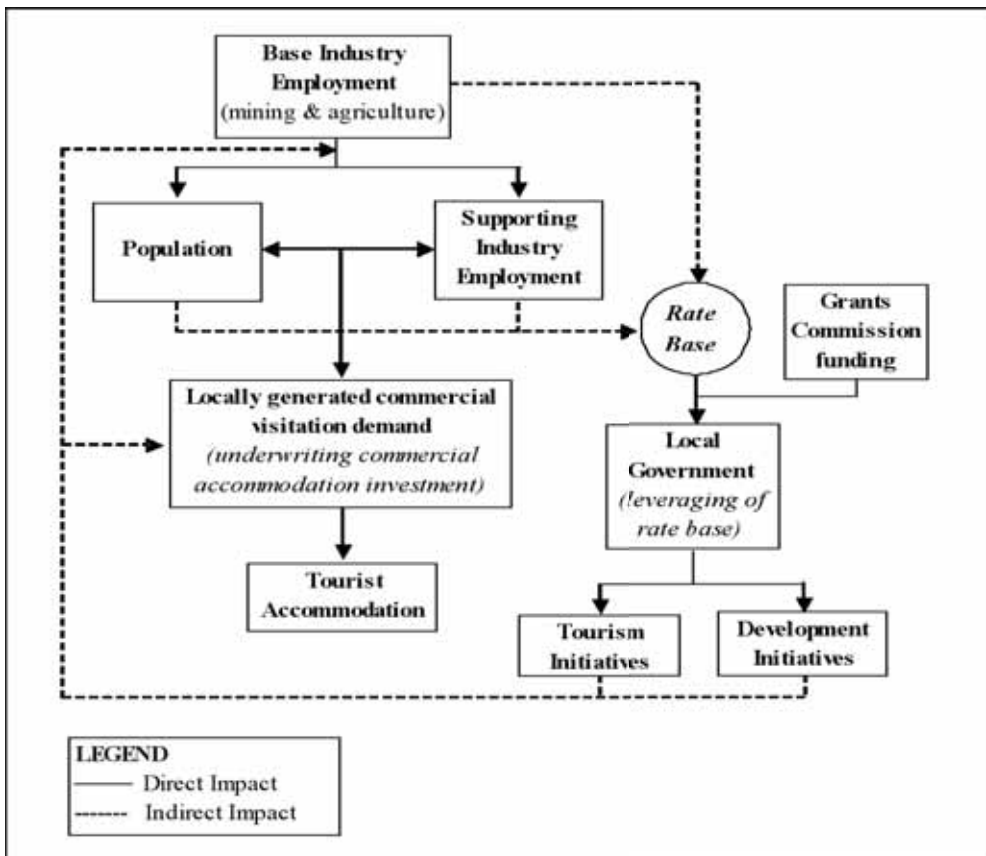 Base Industry
Employment
(mining & agriculture)
Population
Supporting
Industry
Employment
Rate
Base
Grants
Commission
funding
Locally generated commercial
visitation demand
(underwriting commercial
accommodation investment)
Local
Government
(leveraging of
rate base)
Tourist
Accommodation
Tourism
Initiatives
Development
Initiatives
LEGEND
Direct Impact
Indirect Impact